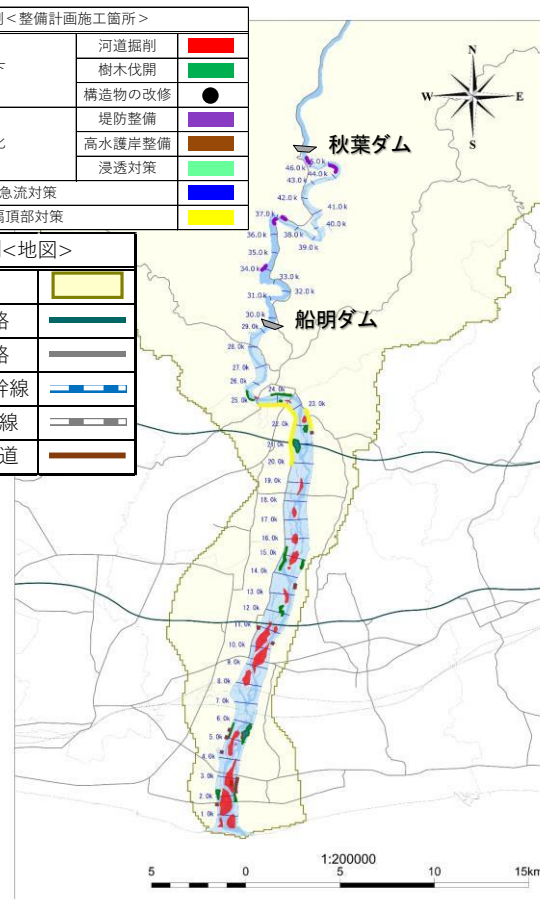 <整備計画施工箇所>
河道掘削
樹木伐開
構造物の改修
堤防整備
高水護岸整備
浸透対策
急流対策
頂部対策
<地図>
路
路
幹線
線
道
N
W
E
S
秋葉ダム
46.0k
45.0k
44.0k
43.0k
42.0k
41.0k
40.0k
39.0k
38.0k
37.0k
36.0k
35.0k
34.0k
33.0k
32.0k
31.0k
30.0k
29.0k
船明ダム
28.0k
27.0k
26.0k
25.0k
24.0k
23.0k
22.0k
21.0k
20.0k
19.0k
18.0k
17.0k
16.0k
15.0k
14.0k
13.0k
12.0k
11.0k
10.0k
9.0k
8.0k
7.0k
6.0k
5.0k
4.0k
3.0k
2.0k
1.0k
1:200000
5
0
5
10
15km